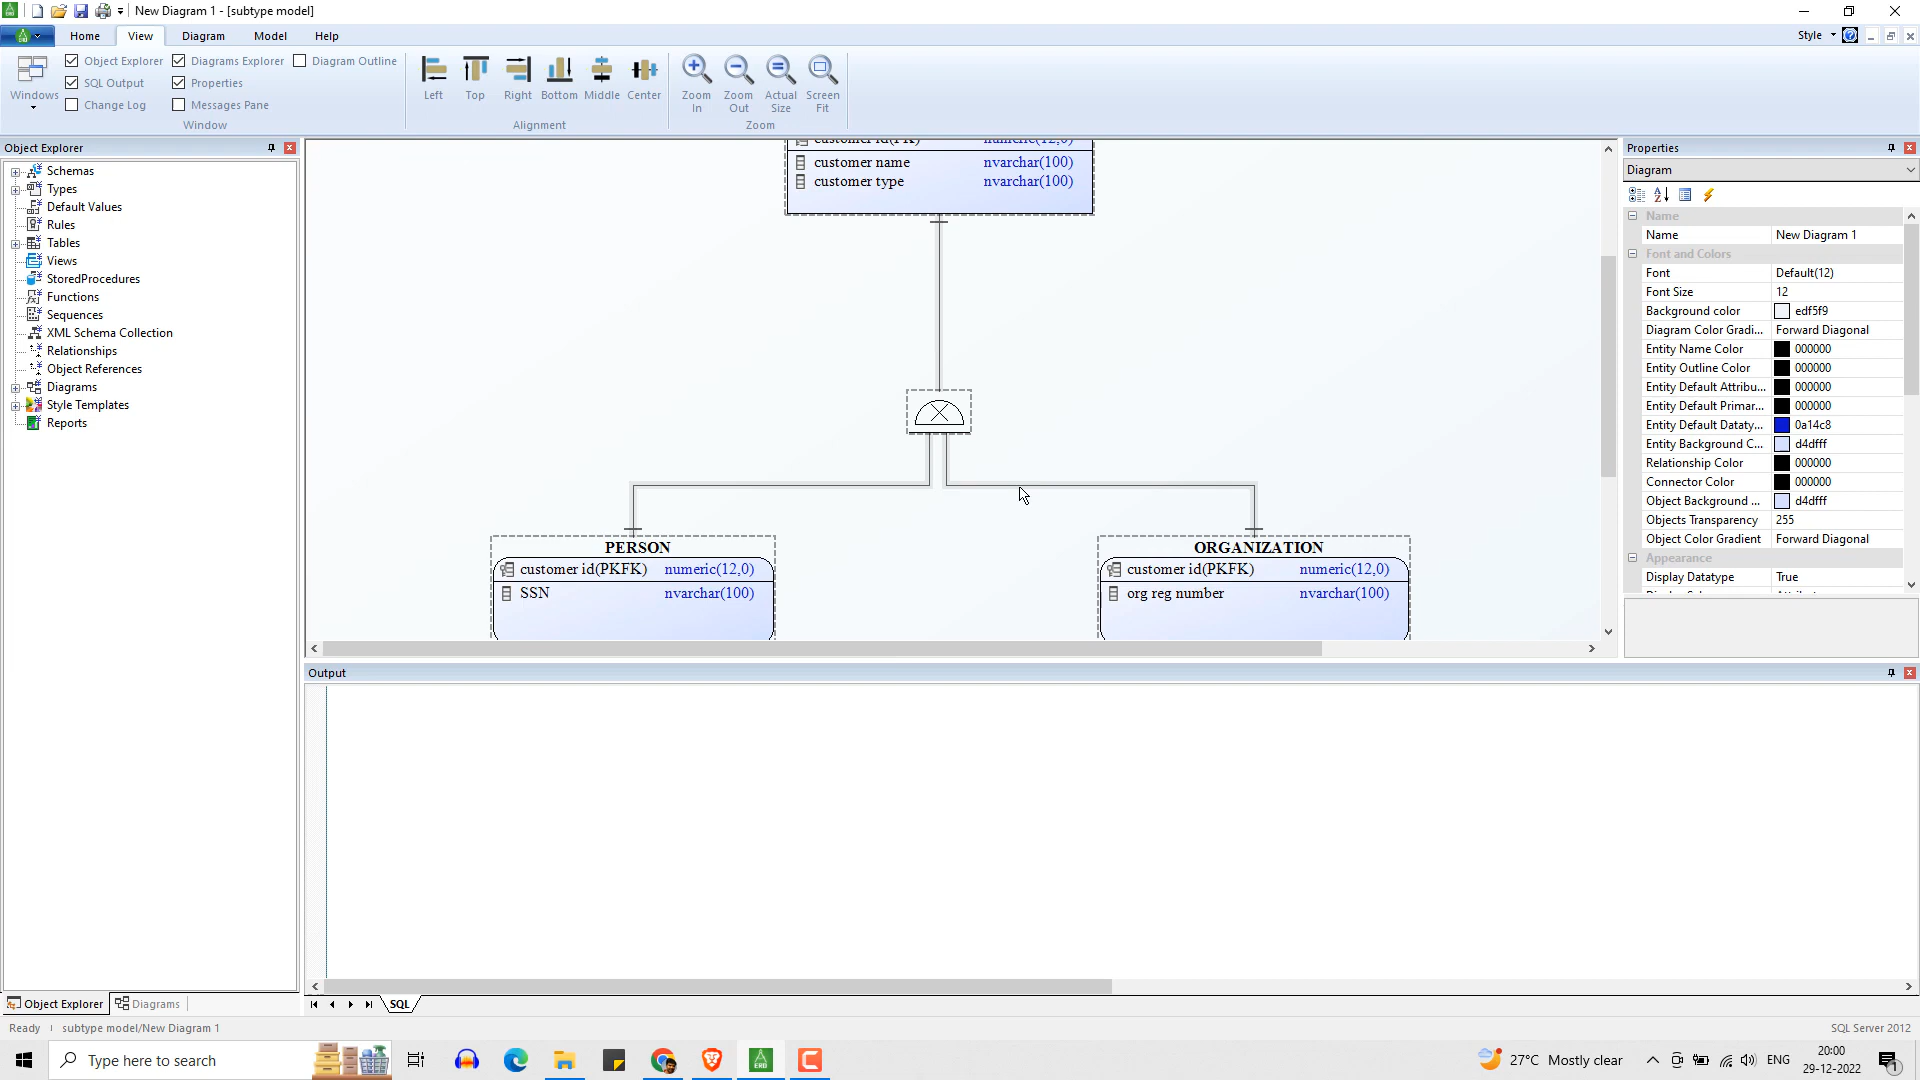 New Diagram 1 - [subtype model]
Home View Diagram Model Help Style
Object Explorer Diagrams Explorer Diagram Outline
SQL Output Properties
Change Log Messages Pane
Windows
Window
Left Top Right Bottom Middle Center
Alignment
Zoom In Zoom Out Actual Size Screen Fit
Zoom
Object Explorer
Schemas
Types
Default Values
Rules
Tables
Views
StoredProcedures
Functions
Sequences
XML Schema Collection
Relationships
Object References
Diagrams
Style Templates
Reports
Object Explorer Diagrams
customer id(PK) numeric(12,0)
customer name nvarchar(100)
customer type nvarchar(100)
PERSON
customer id(PKFK) numeric(12,0)
SSN nvarchar(100)
ORGANIZATION
customer id(PKFK) numeric(12,0)
org reg number nvarchar(100)
Properties
Diagram
Name
Name New Diagram 1
Font and Colors
Font Default(12)
Font Size 12
Background color edf5f9
Diagram Color Gradi... Forward Diagonal
Entity Name Color 000000
Entity Outline Color 000000
Entity Default Attribu... 000000
Entity Default Primar... 000000
Entity Default Dataty... 0a14c8
Entity Background C... d4dfff
Relationship Color 000000
Connector Color 000000
Object Background ... d4dfff
Objects Transparency 255
Object Color Gradient Forward Diagonal
Appearance
Display Datatype True
Output
SQL
Ready subtype model/New Diagram 1 SQL Server 2012
Type here to search
27°C Mostly clear ENG
20:00
29-12-2022
1